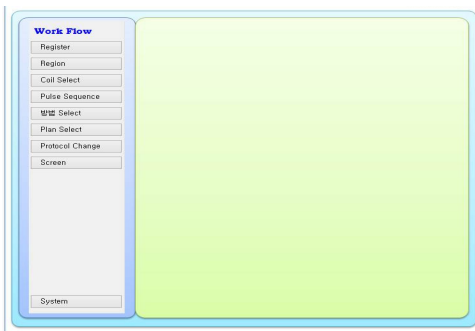 Work Flow
Register
Region
Coil Select
Pulse Sequence
방법 Select
Plan Select
Protocol Change
Screen
System